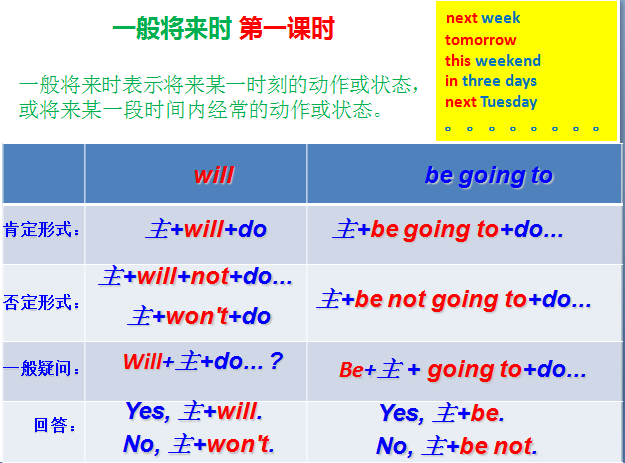 一般将来时 第一课时
next week
tomorrow
this weekend
in three days
next Tuesday
。。。。。。。。
一般将来时表示将来某一时刻的动作或状态，
或将来某一段时间内经常的动作或状态。
will be going to
肯定形式： 主+will+do 主+be going to+do...
否定形式： 主+will+not+do... 主+be not going to+do...
主+won't+do
一般疑问： Will+主+do...？ Be+主+ going to+do...
回答： Yes, 主+will. Yes, 主+be.
No, 主+won't. No, 主+be not.